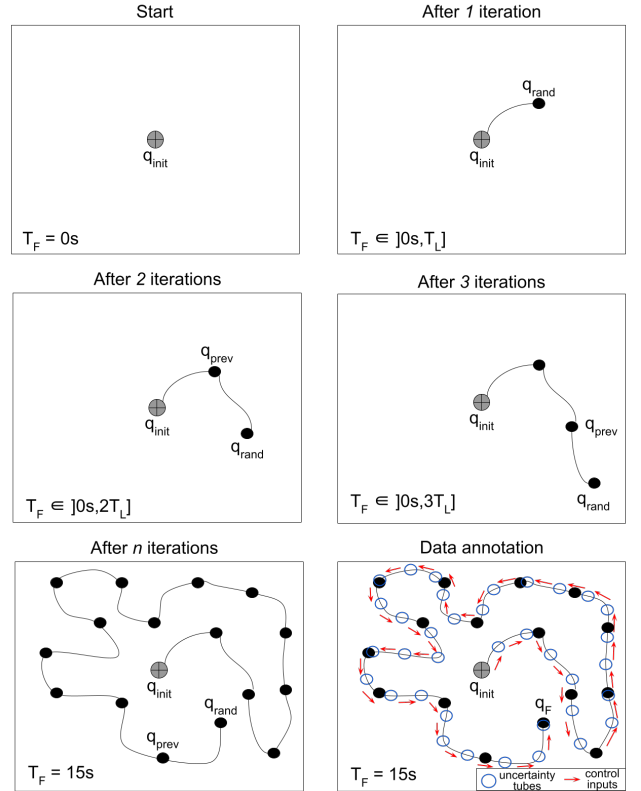 Start
q_init
T_F = 0s
After 1 iteration
q_rand
q_init
T_F ∈ ]0s,T_L]
After 2 iterations
q_prev
q_init
q_rand
T_F ∈ ]0s,2T_L]
After 3 iterations
q_init
q_prev
q_rand
T_F ∈ ]0s,3T_L]
After n iterations
q_init
q_rand
q_prev
T_F = 15s
Data annotation
q_init
q_F
T_F = 15s
uncertainty
tubes
control
inputs